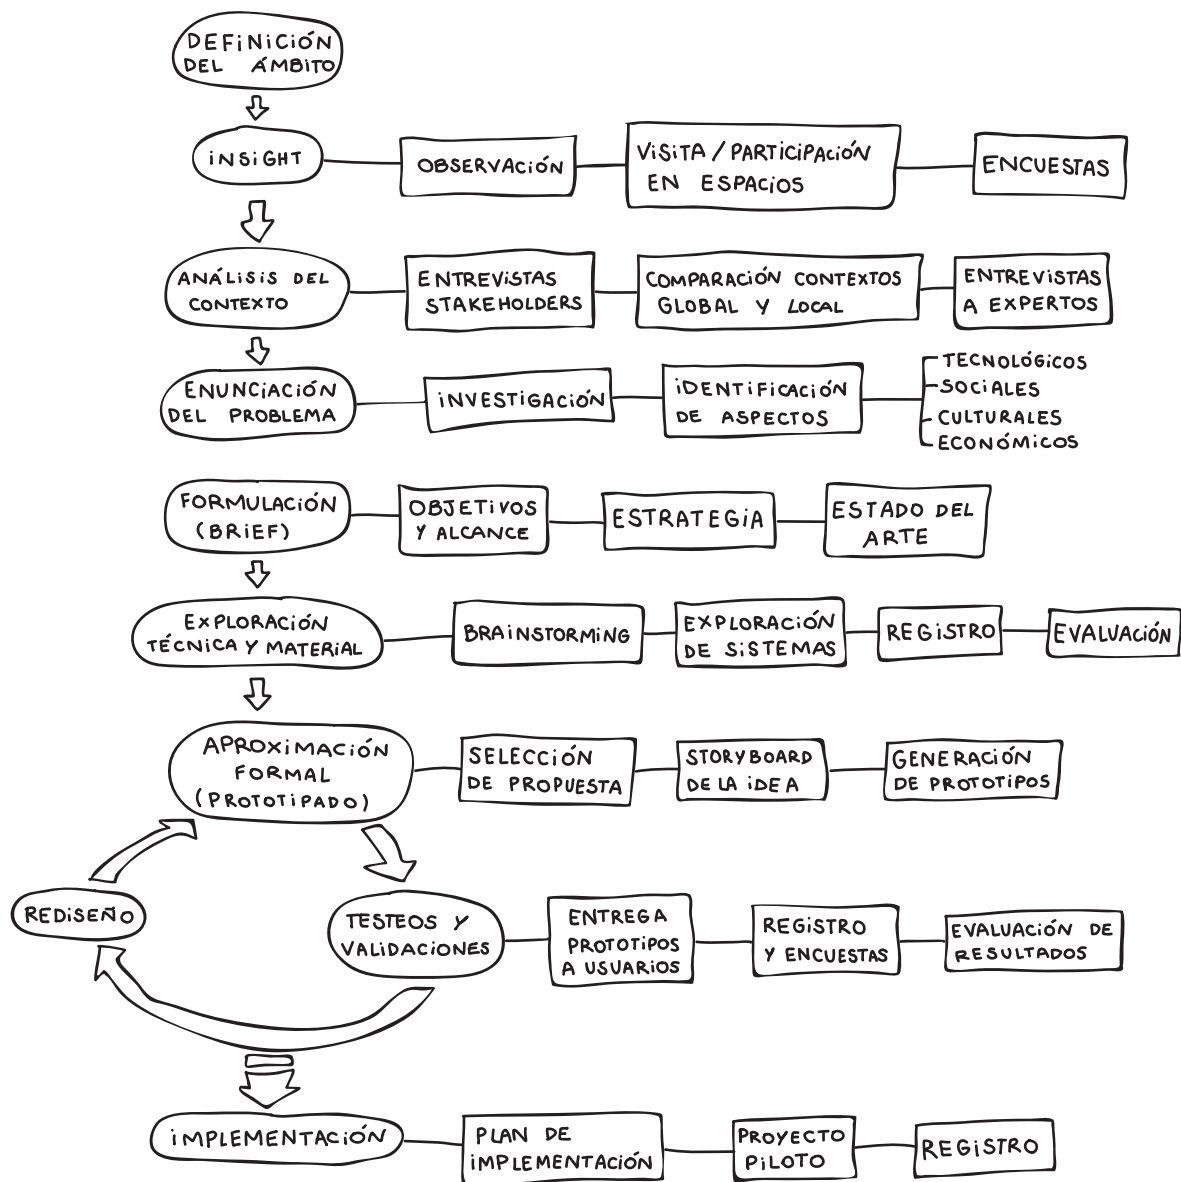 DEFINICIÓN
DEL ÁMBITO
INSIGHT
OBSERVACIÓN
VISITA / PARTICIPACIÓN
EN ESPACIOS
ENCUESTAS
ANÁLISIS DEL
CONTEXTO
ENTREVISTAS
STAKEHOLDERS
COMPARACIÓN CONTEXTOS
GLOBAL Y LOCAL
ENTREVISTAS
A EXPERTOS
ENUNCIACIÓN
DEL PROBLEMA
INVESTIGACIÓN
IDENTIFICACIÓN
DE ASPECTOS
TECNOLÓGICOS
SOCIALES
CULTURALES
ECONÓMICOS
FORMULACIÓN
(BRIEF)
OBJETIVOS
Y ALCANCE
ESTRATEGIA
ESTADO DEL
ARTE
EXPLORACIÓN
TÉCNICA Y MATERIAL
BRAINSTORMING
EXPLORACIÓN
DE SISTEMAS
REGISTRO
EVALUACIÓN
APROXIMACIÓN
FORMAL
(PROTOTIPADO)
SELECCIÓN
DE PROPUESTA
STORYBOARD
DE LA IDEA
GENERACIÓN
DE PROTOTIPOS
REDISEÑO
TESTEOS Y
VALIDACIONES
ENTREGA
PROTOTIPOS
A USUARIOS
REGISTRO
Y ENCUESTAS
EVALUACIÓN DE
RESULTADOS
IMPLEMENTACIÓN
PLAN DE
IMPLEMENTACIÓN
PROYECTO
PILOTO
REGISTRO